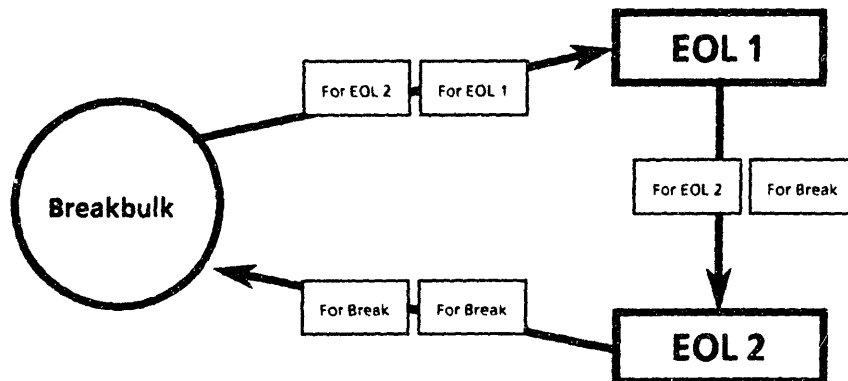 EOL 1
For EOL 2
For EOL 1
Breakbulk
For EOL 2
For Break
For Break
For Break
EOL 2